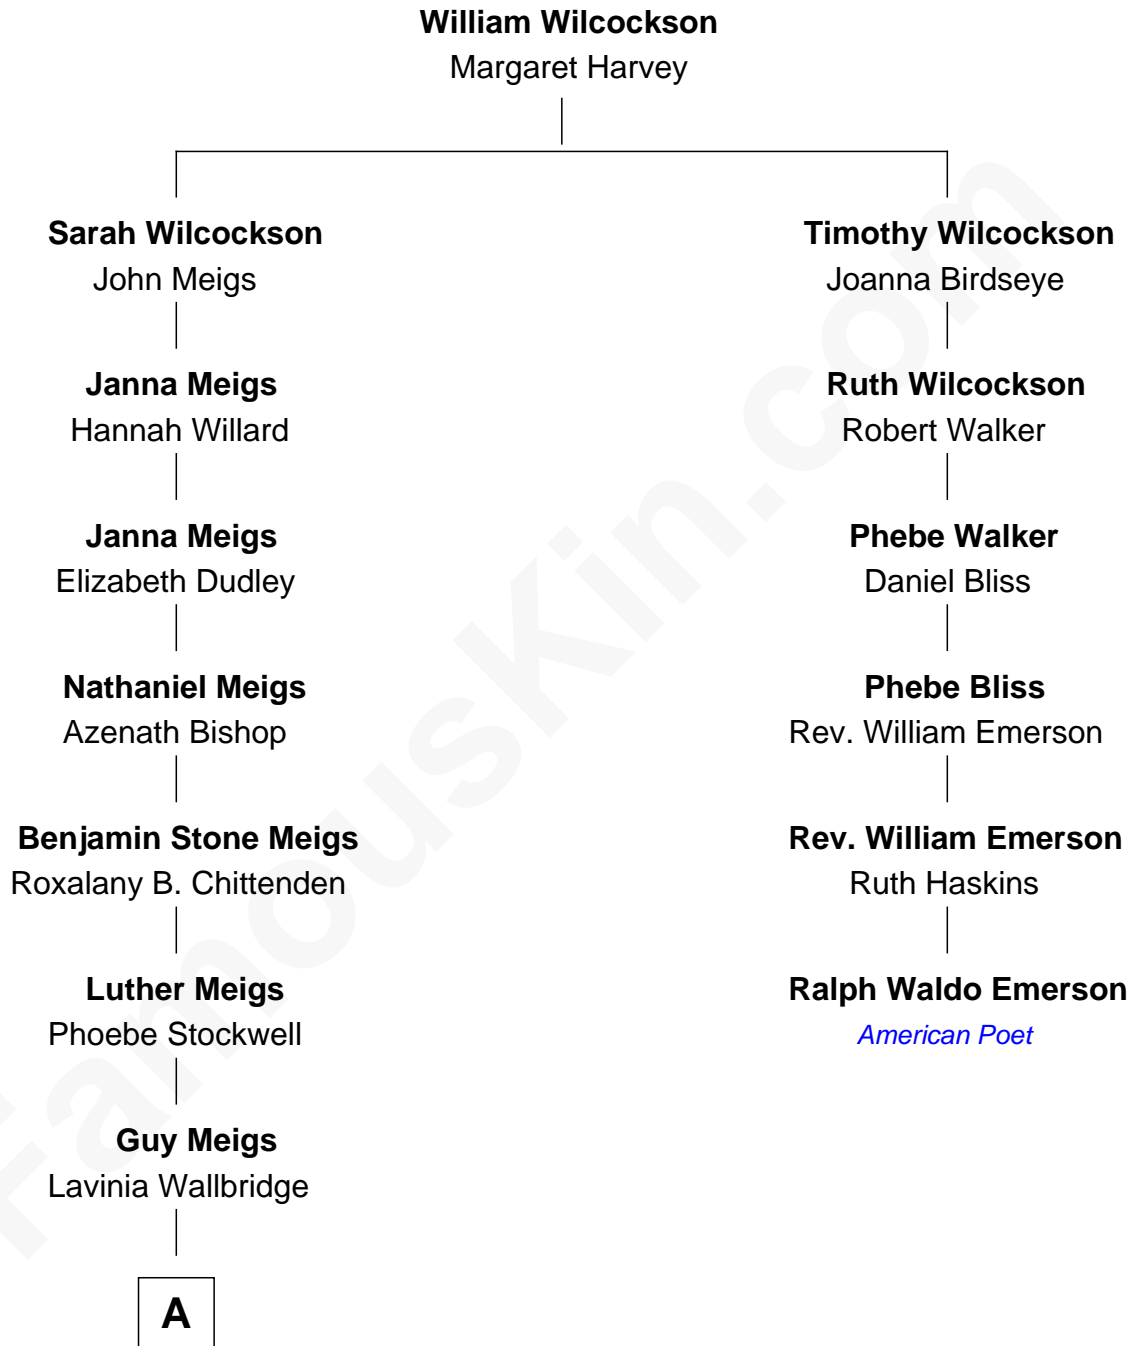 William Wilcockson
Margaret Harvey
Sarah Wilcockson
John Meigs
Janna Meigs
Hannah Willard
Janna Meigs
Elizabeth Dudley
Nathaniel Meigs
Azenath Bishop
Benjamin Stone Meigs
Roxalany B. Chittenden
Luther Meigs
Phoebe Stockwell
Guy Meigs
Lavinia Wallbridge
A
Timothy Wilcockson
Joanna Birdseye
Ruth Wilcockson
Robert Walker
Phebe Walker
Daniel Bliss
Phebe Bliss
Rev. William Emerson
Rev. William Emerson
Ruth Haskins
Ralph Waldo Emerson
American Poet
FamousKin.com